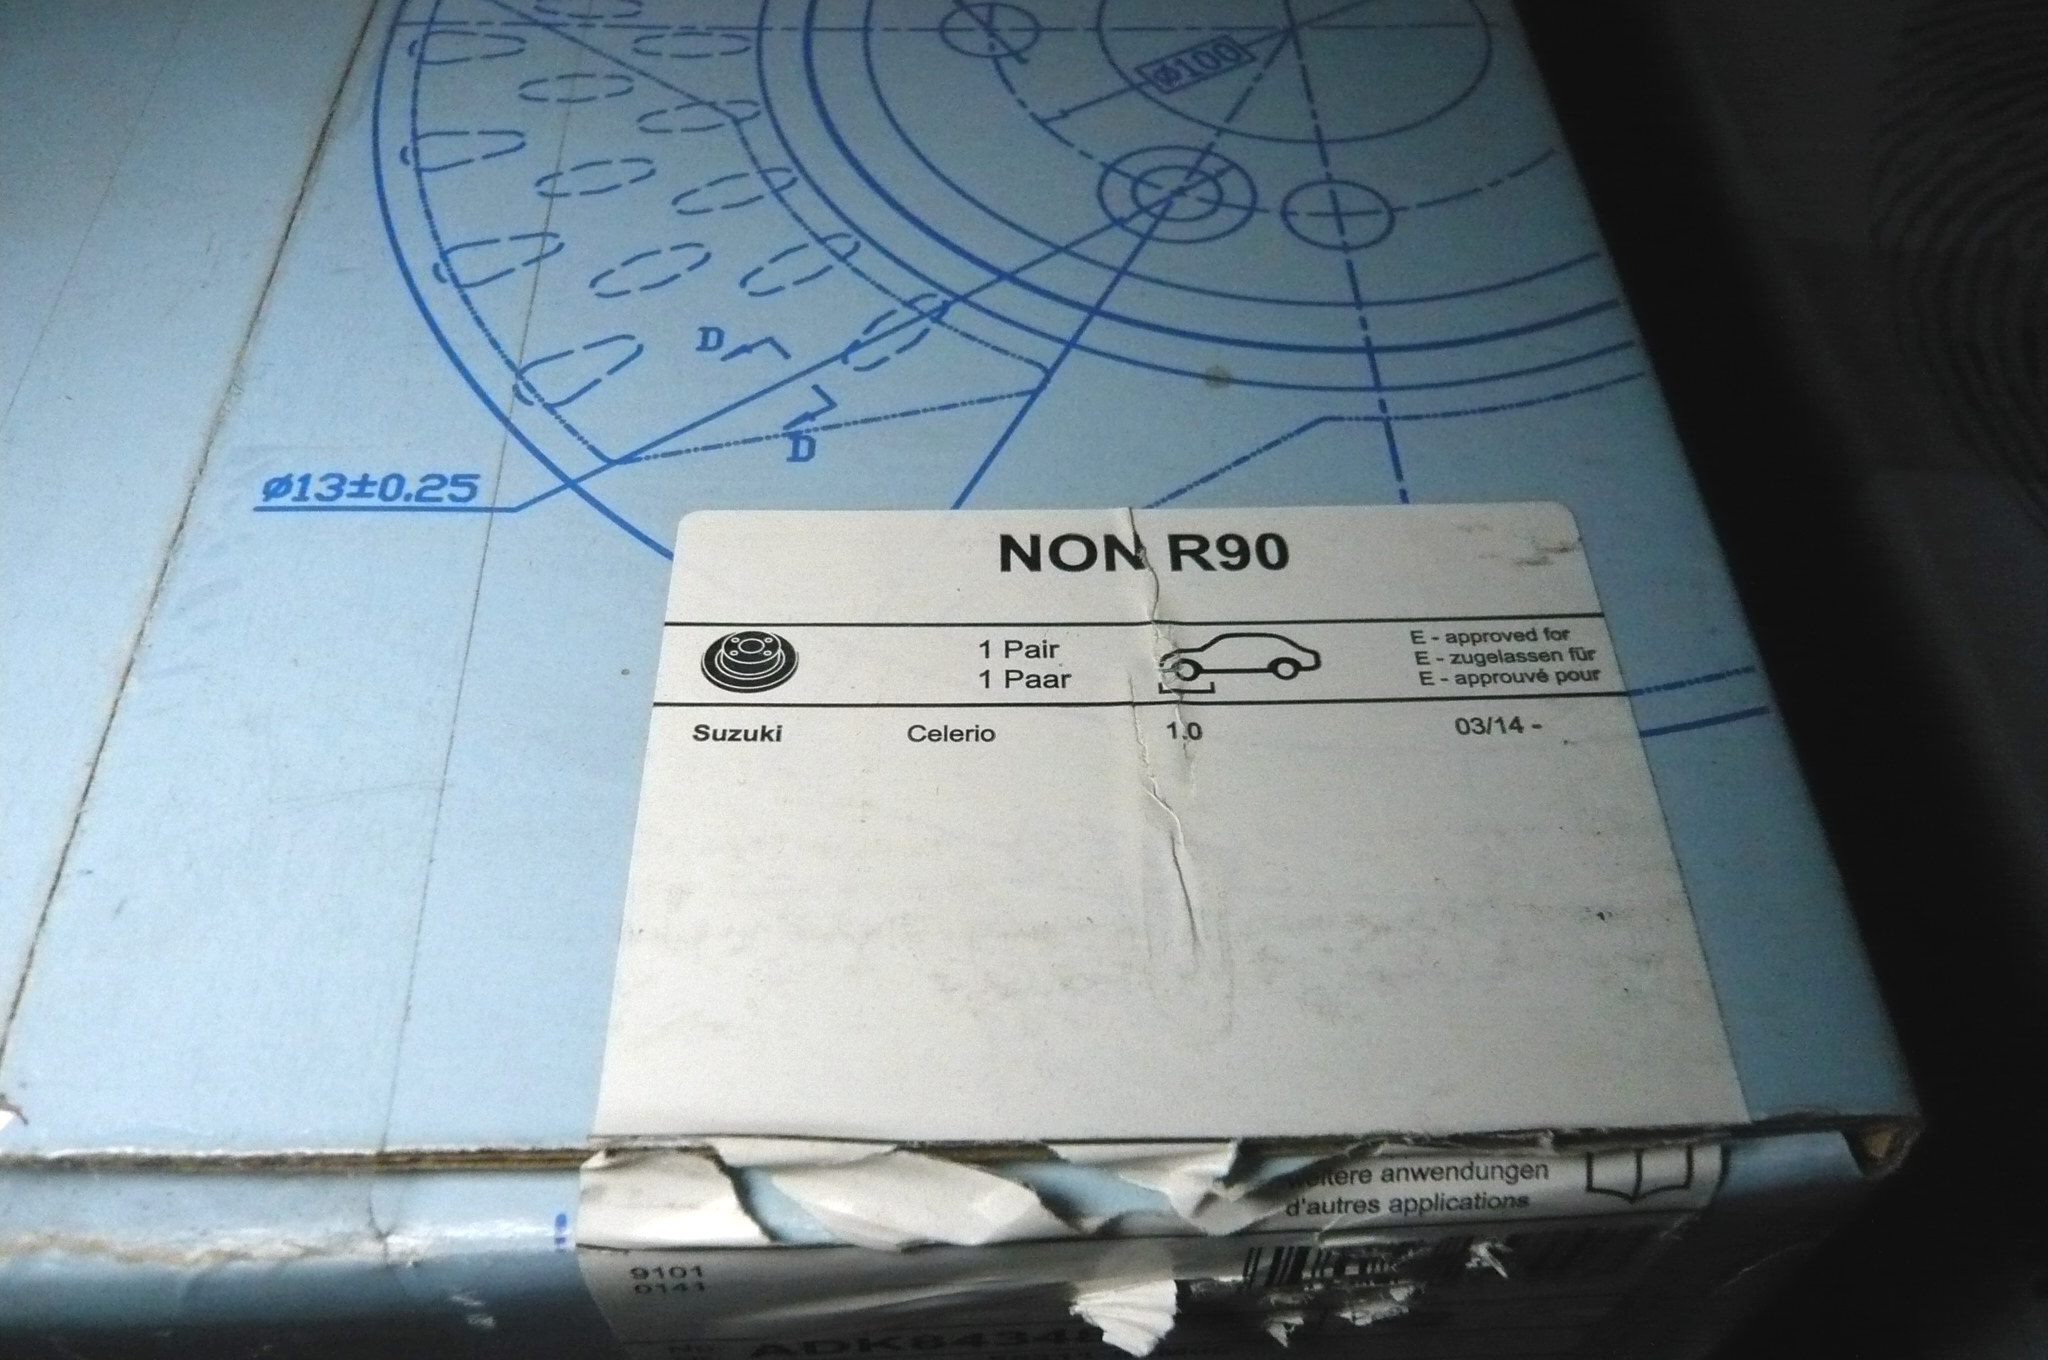 ø100
D
D
ø13±0.25
NON R90
1 Pair
1 Paar
E - approved for
E - zugelassen für
E - approuvé pour
Suzuki Celerio 1.0 03/14 -
anwendungen
d'autres applications
9101
0141